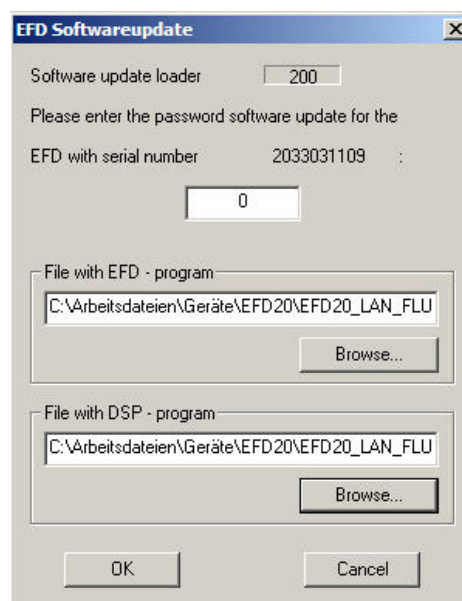 EFD Softwareupdate
Software update loader 200
Please enter the password software update for the
EFD with serial number 2033031109 :
0
File with EFD - program
C:\Arbeitsdateien\Geräte\EFD20\EFD20_LAN_FLU
Browse...
File with DSP - program
C:\Arbeitsdateien\Geräte\EFD20\EFD20_LAN_FLU
Browse...
OK Cancel